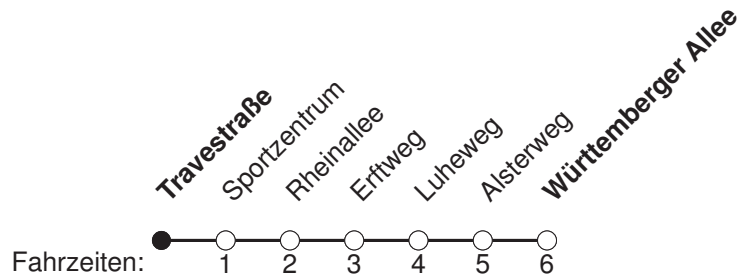 Travestraße
Sportzentrum
Rheinallee
Erftweg
Luheweg
Alsterweg
Württemberger Allee
Fahrzeiten: 1 2 3 4 5 6